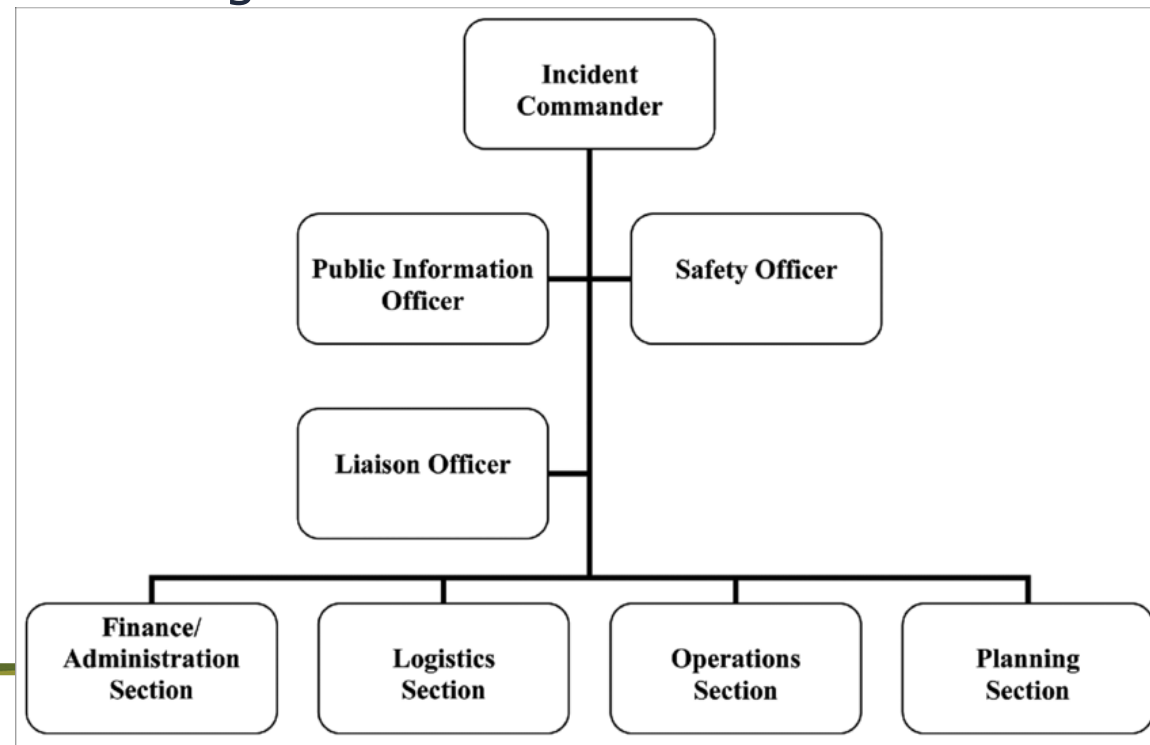 Incident
Commander
Public Information
Officer
Safety Officer
Liaison Officer
Finance/
Administration
Section
Logistics
Section
Operations
Section
Planning
Section